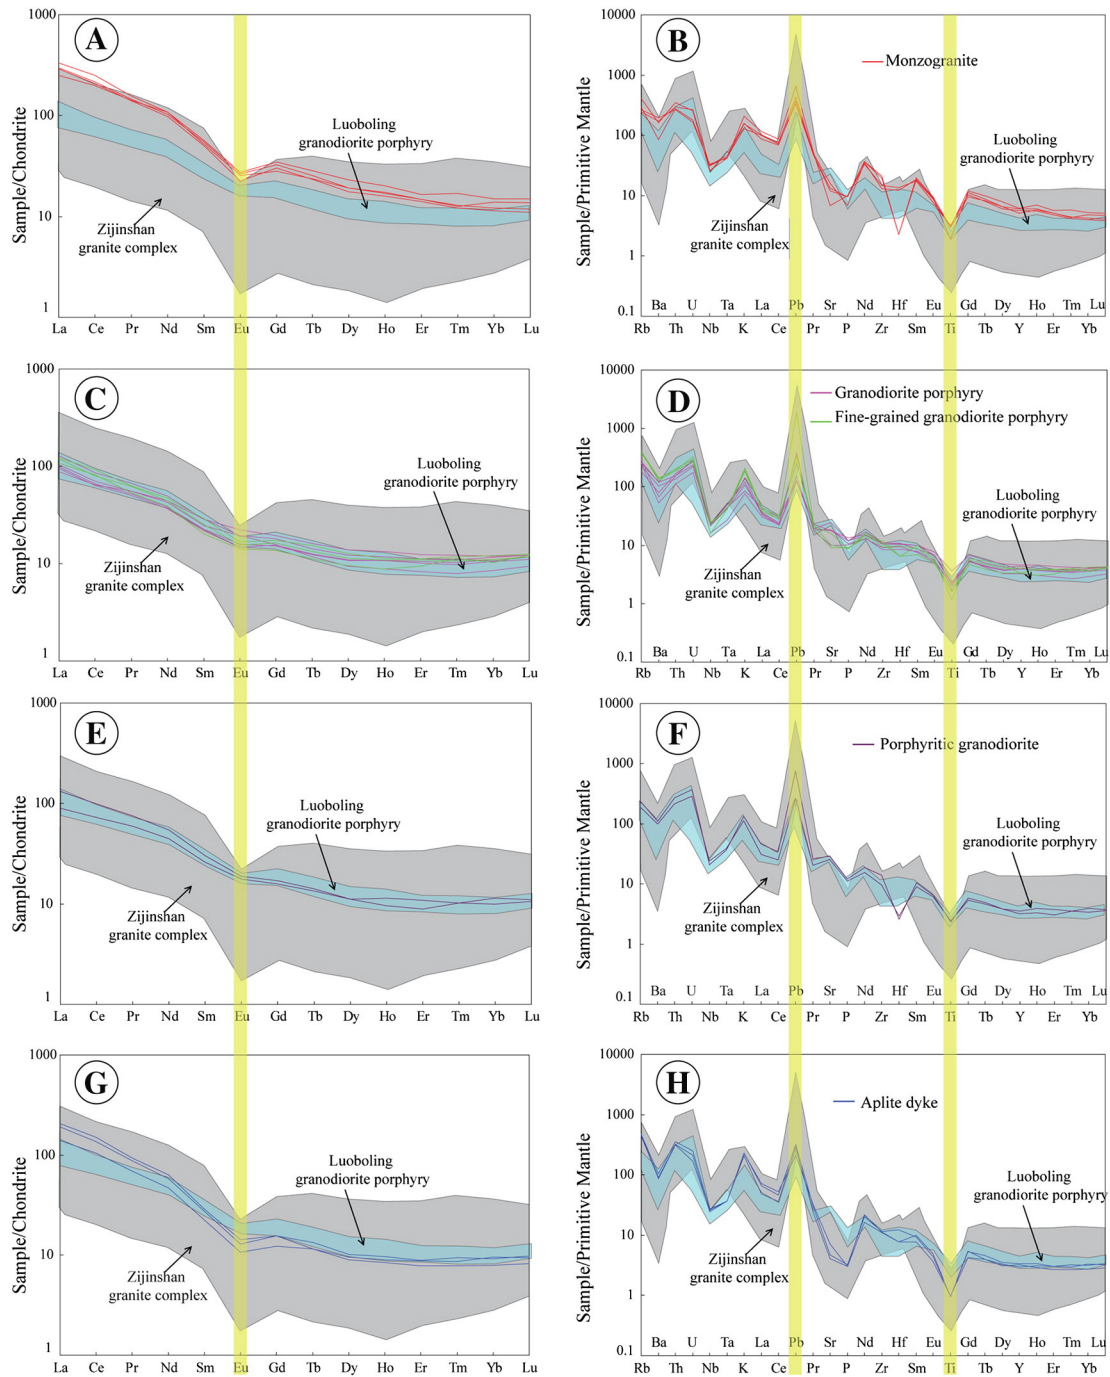 A
Sample/Chondrite
1000
100
10
1
Luoboling
granodiorite porphyry
Zijinshan
granite complex
La Ce Pr Nd Sm Eu Gd Tb Dy Ho Er Tm Yb Lu
B
Sample/Primitive Mantle
10000
1000
100
10
1
0.1
Monzogranite
Luoboling
granodiorite porphyry
Zijinshan
granite complex
Ba U Ta La Pb Sr Nd Hf Eu Gd Dy Ho Tm Lu
Rb Th Nb K Ce Pr P Zr Sm Ti Tb Y Er Yb
C
Sample/Chondrite
1000
100
10
1
Luoboling
granodiorite porphyry
Zijinshan
granite complex
La Ce Pr Nd Sm Eu Gd Tb Dy Ho Er Tm Yb Lu
D
Sample/Primitive Mantle
10000
1000
100
10
1
0.1
Granodiorite porphyry
Fine-grained granodiorite porphyry
Luoboling
granodiorite porphyry
Zijinshan
granite complex
Ba U Ta La Pb Sr Nd Hf Eu Gd Dy Ho Tm Lu
Rb Th Nb K Ce Pr P Zr Sm Ti Tb Y Er Yb
E
Sample/Chondrite
1000
100
10
1
Luoboling
granodiorite porphyry
Zijinshan
granite complex
La Ce Pr Nd Sm Eu Gd Tb Dy Ho Er Tm Yb Lu
F
Sample/Primitive Mantle
10000
1000
100
10
1
0.1
Porphyritic granodiorite
Luoboling
granodiorite porphyry
Zijinshan
granite complex
Ba U Ta La Pb Sr Nd Hf Eu Gd Dy Ho Tm Lu
Rb Th Nb K Ce Pr P Zr Sm Ti Tb Y Er Yb
G
Sample/Chondrite
1000
100
10
1
Luoboling
granodiorite porphyry
Zijinshan
granite complex
La Ce Pr Nd Sm Eu Gd Tb Dy Ho Er Tm Yb Lu
H
Sample/Primitive Mantle
10000
1000
100
10
1
0.1
Aplite dyke
Luoboling
granodiorite porphyry
Zijinshan
granite complex
Ba U Ta La Pb Sr Nd Hf Eu Gd Dy Ho Tm Lu
Rb Th Nb K Ce Pr P Zr Sm Ti Tb Y Er Yb